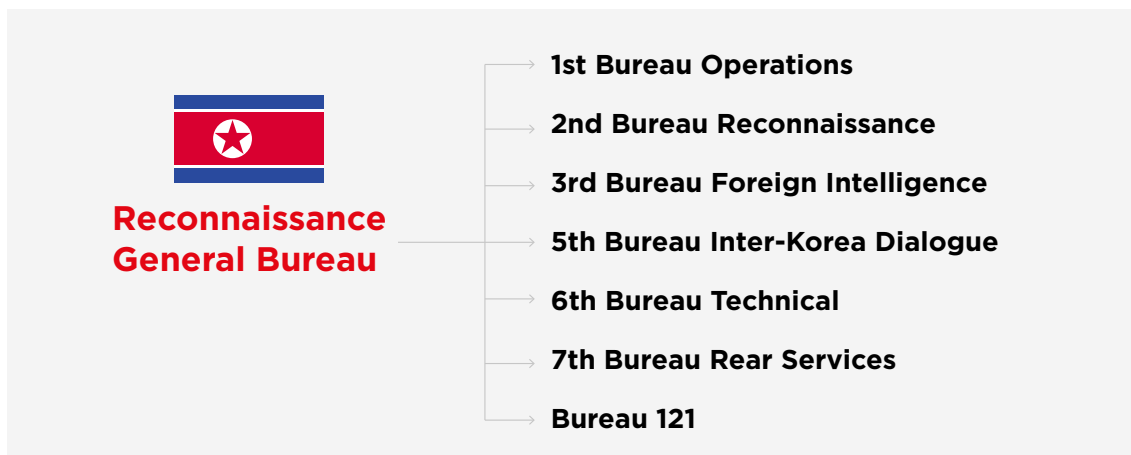 Reconnaissance
General Bureau
1st Bureau Operations
2nd Bureau Reconnaissance
3rd Bureau Foreign Intelligence
5th Bureau Inter-Korea Dialogue
6th Bureau Technical
7th Bureau Rear Services
Bureau 121